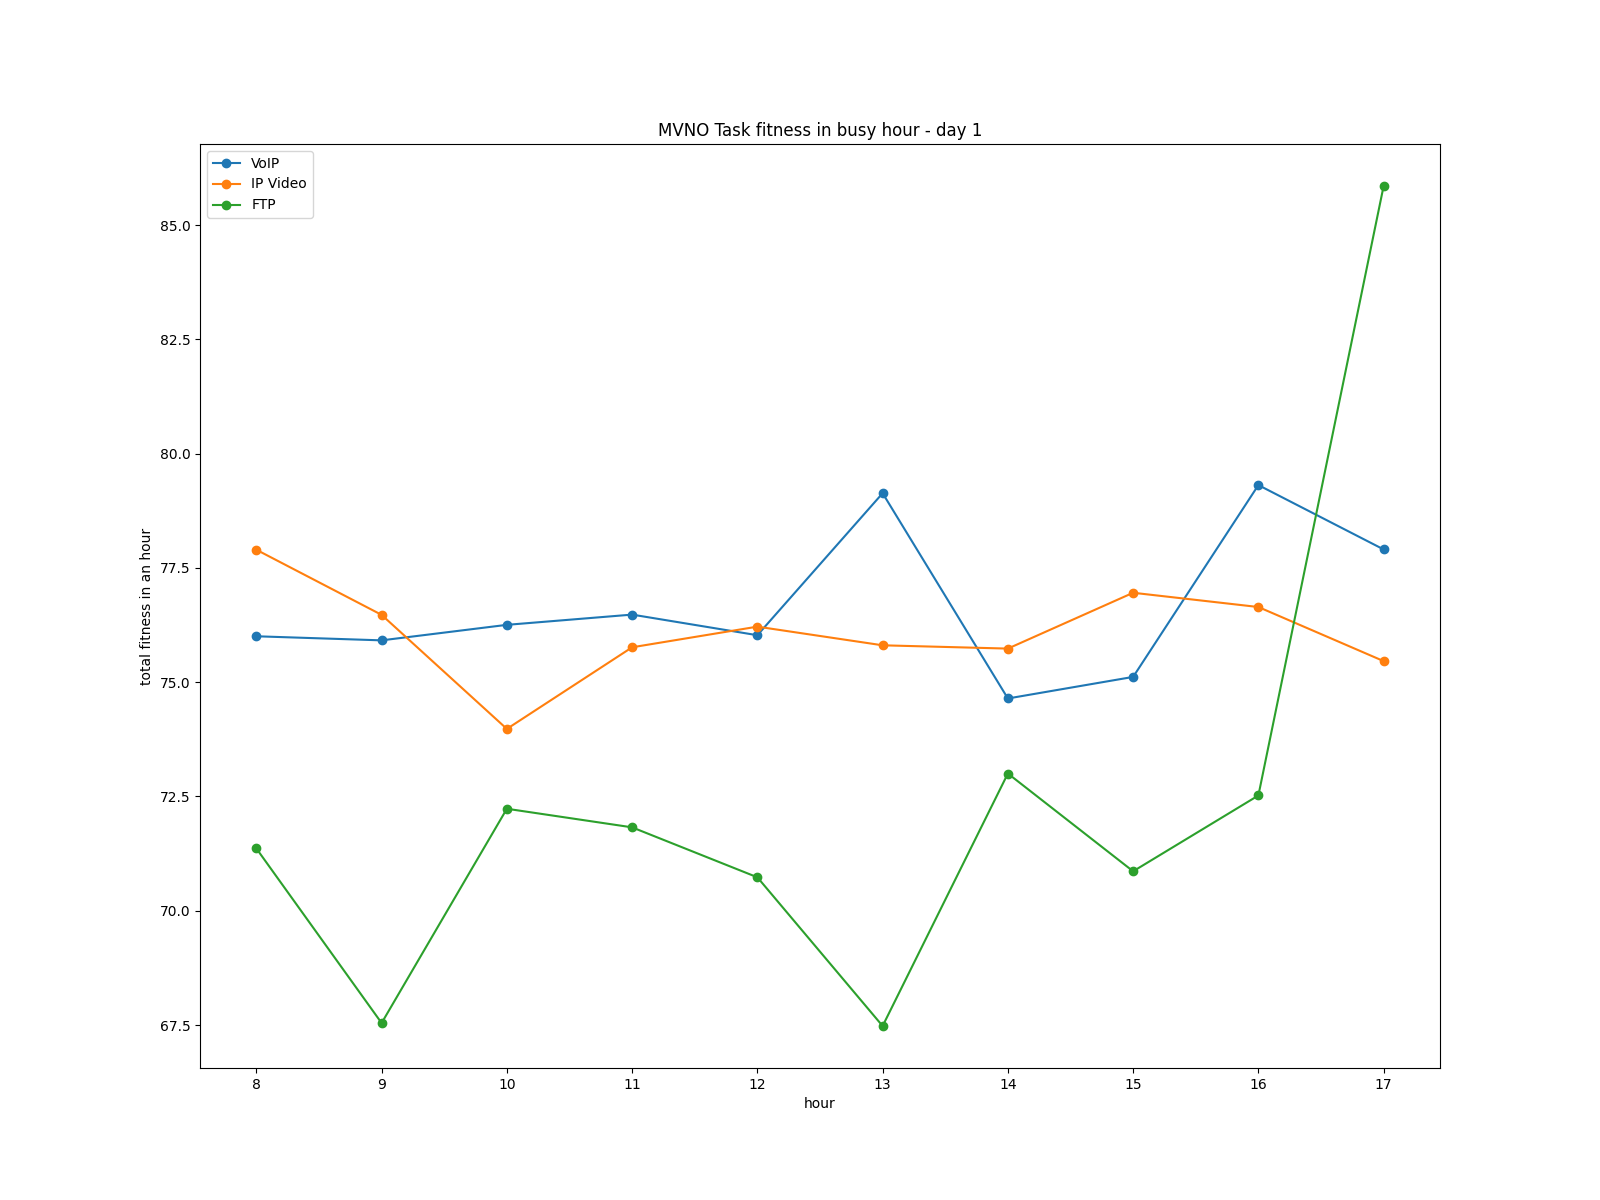 MVNO Task fitness in busy hour - day 1
VoIP
IP Video
FTP
85.0
82.5
80.0
77.5
75.0
72.5
70.0
67.5
total fitness in an hour
8 9 10 11 12 13 14 15 16 17
hour